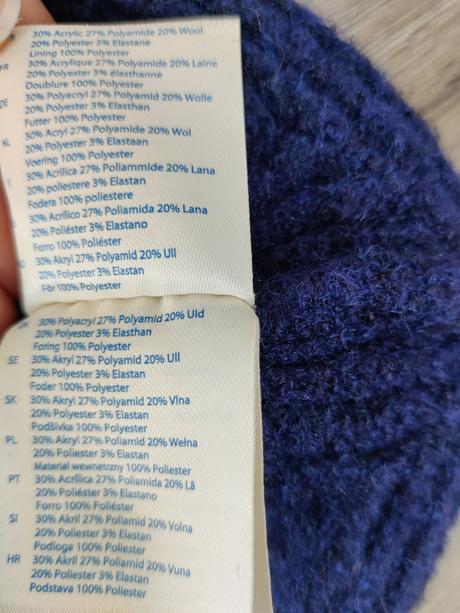 30% Acrylic 27% Polyamide 20% Wool
20% Polyester 3% Elastane
Lining 100% Polyester
FR 30% Acrylique 27% Polyamide 20% Laine
20% Polyester 3% élasthanne
Doublure 100% Polyester
DE 30% Polyacryl 27% Polyamid 20% Wolle
20% Polyester 3% Elasthan
Futter 100% Polyester
NL 30% Acryl 27% Polyamide 20% Wol
20% Polyester 3% Elastaan
Voering 100% Polyester
30% Acrilica 27% Poliammide 20% Lana
20% poliestere 3% Elastan
Fodera 100% poliestere
30% Acrílico 27% Poliamida 20% Lana
20% Poliéster 3% Elastano
Forro 100% Poliéster
30% Akryl 27% Polyamid 20% Ull
20% Polyester 3% Elastan
Fôr 100% Polyester
30% Polyacryl 27% Polyamid 20% Uld
20% Polyester 3% Elasthan
Foring 100% Polyester
SE 30% Akryl 27% Polyamid 20% Ull
20% Polyester 3% Elastan
Foder 100% Polyester
SK 30% Akryl 27% Polyamid 20% Vlna
20% Polyester 3% Elastan
Podšívka 100% Polyester
PL 30% Akryl 27% Poliamid 20% Wełna
20% Poliester 3% Elastan
Materiał wewnętrzny 100% Poliester
PT 30% Acrílica 27% Poliamida 20% Lã
20% Poliéster 3% Elastano
Forro 100% Poliéster
SI 30% Akril 27% Poliamid 20% Volna
20% Poliester 3% Elastan
Podloga 100% Poliester
HR 30% Akril 27% Poliamid 20% Vuna
20% Poliester 3% Elastan
Podstava 100% Poliester